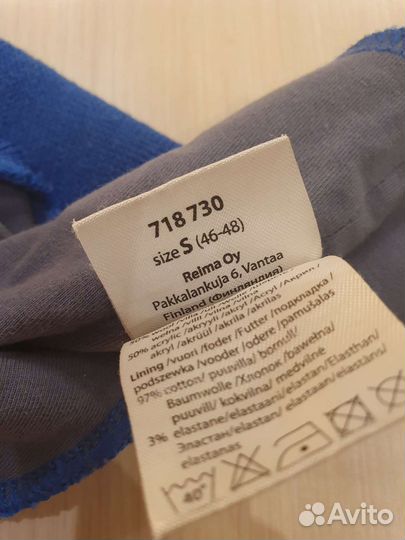 718 730
size S (46-48)
Reima Oy
Pakkalankuja 6, Vantaa
Finland (Финляндия)
50% acrylic /akryyli /akryl /Acryl /Акрил /
akryl / akrüül / akrils / akrilas
Lining /vuori /foder /Futter /подкладка /
podszewka / vooder / odere / pamušalas
97% cotton/ puuvilla / bomull/
Baumwolle /Хлопок /bawełna/
puuvill / kokvilna / medvilnė
3% elastane/elastaani/elastan/Elasthan/
Эластан/elastan/ elastaan/elastāns/
elastanas
40°
Avito